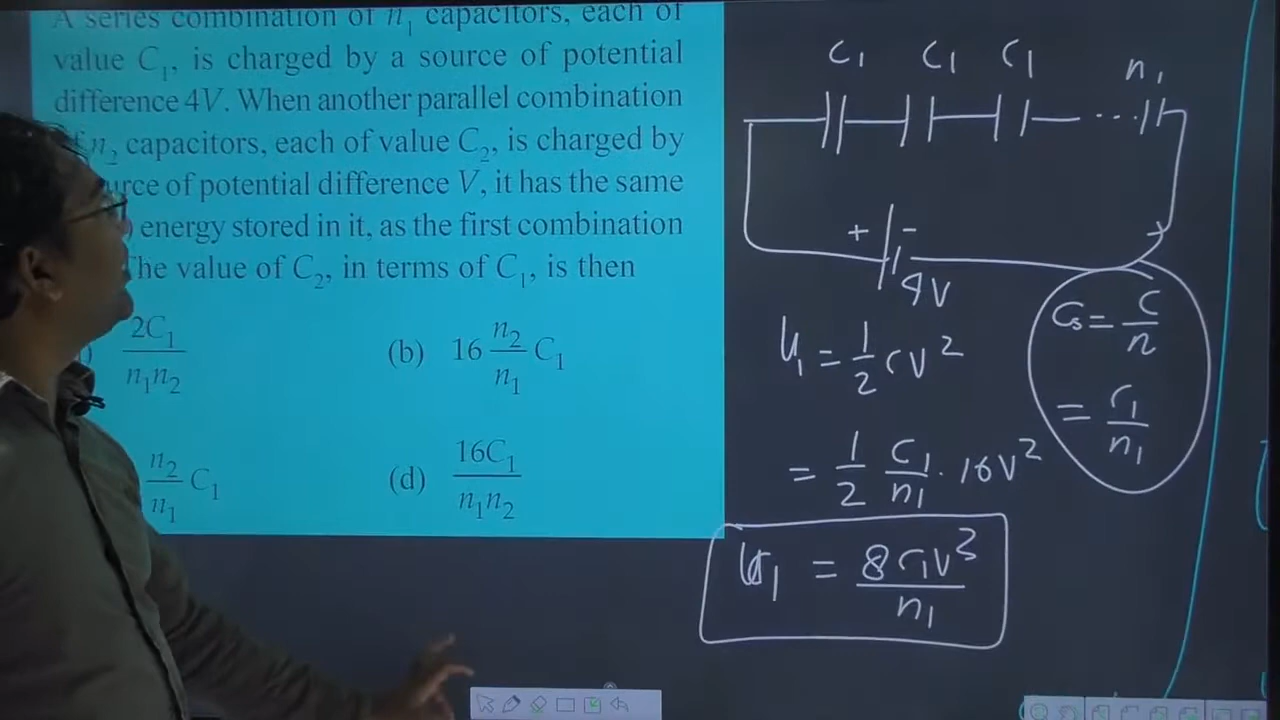 A series combination of n₁ capacitors, each of
value C₁, is charged by a source of potential
difference 4V. When another parallel combination
n₂ capacitors, each of value C₂, is charged by
of potential difference V, it has the same
energy stored in it, as the first combination
he value of C₂, in terms of C₁, is then
2C₁/n₁n₂
(b) 16 n₂/n₁ C₁
n₂/n₁ C₁
(d) 16C₁/n₁n₂
C₁ C₁ C₁ n₁
+ -
4V
U₁ = 1/2 CV²
= 1/2 C₁/n₁ · 16V²
U₁ = 8C₁V²/n₁
Cs = C/n
= C₁/n₁